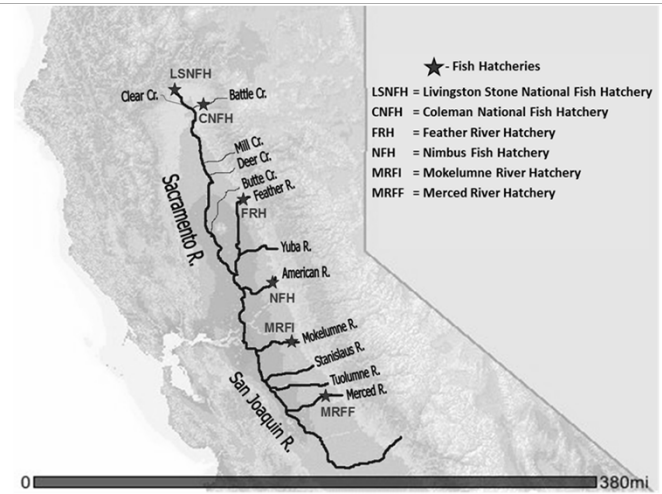 LSNFH
Clear Cr.
Battle Cr.
CNFH
Mill Cr.
Deer Cr.
Butte Cr.
Feather R.
FRH
Sacramento R.
Yuba R.
American R.
NFH
MRFI
Mokelumne R.
Stanislaus R.
Tuolumne R.
Merced R.
MRFF
San Joaquin R.
- Fish Hatcheries
LSNFH = Livingston Stone National Fish Hatchery
CNFH = Coleman National Fish Hatchery
FRH = Feather River Hatchery
NFH = Nimbus Fish Hatchery
MRFI = Mokelumne River Hatchery
MRFF = Merced River Hatchery
0
380mi